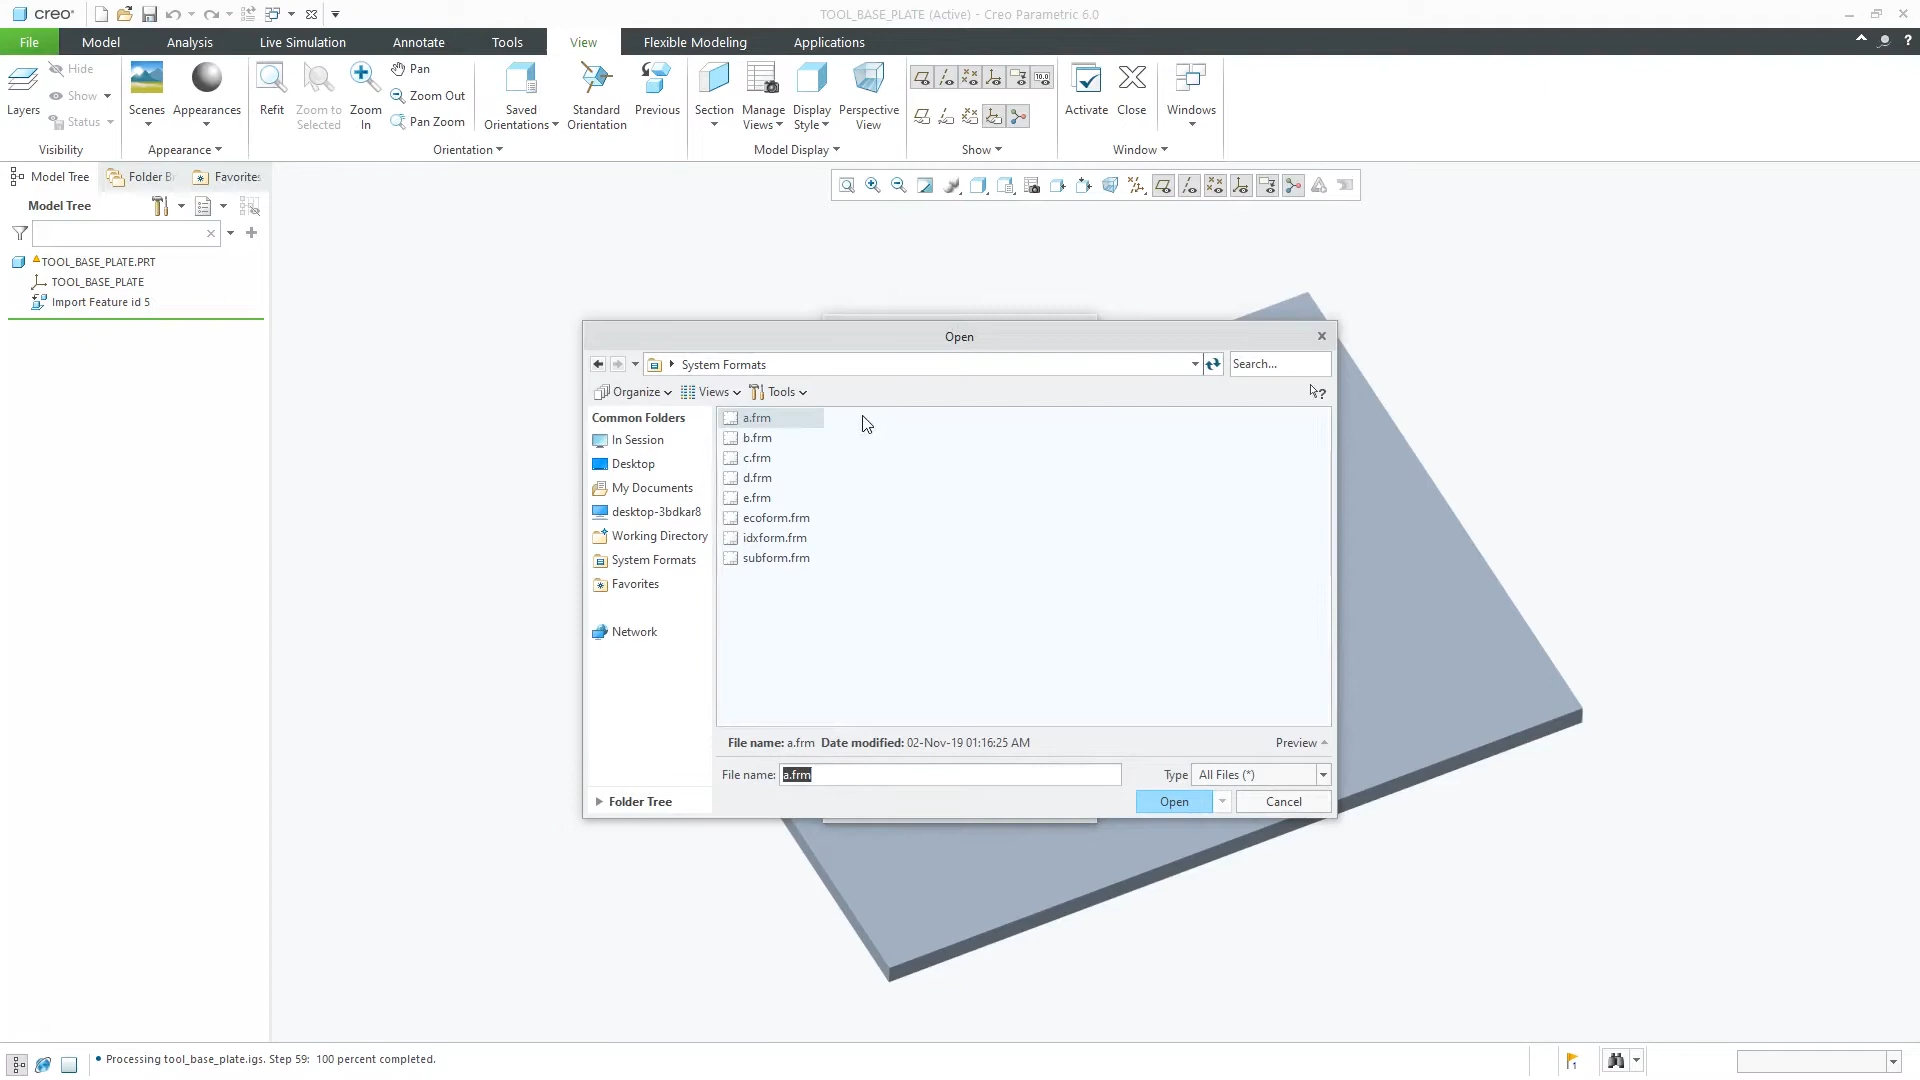 creo®
TOOL_BASE_PLATE (Active) - Creo Parametric 6.0
File
Model
Analysis
Live Simulation
Annotate
Tools
View
Flexible Modeling
Applications
?
Layers
Hide
Show
Status
Visibility
Scenes
Appearances
Appearance
Refit
Zoom to
Selected
Zoom
In
Pan
Zoom Out
Pan Zoom
Saved
Orientations
Standard
Orientation
Previous
Orientation
Section
Manage
Views
Display
Style
Perspective
View
Model Display
10.0
Show
Activate
Close
Windows
Window
Model Tree
Folder Br
Favorites
Model Tree
TOOL_BASE_PLATE.PRT
TOOL_BASE_PLATE
Import Feature id 5
Open
System Formats
Search...
Organize
Views
Tools
?
Common Folders
In Session
Desktop
My Documents
desktop-3bdkar8
Working Directory
System Formats
Favorites
Network
Folder Tree
a.frm
b.frm
c.frm
d.frm
e.frm
ecoform.frm
idxform.frm
subform.frm
File name: a.frm Date modified: 02-Nov-19 01:16:25 AM
Preview
File name: a.frm
Type All Files (*)
Open
Cancel
Processing tool_base_plate.igs. Step 59: 100 percent completed.
1